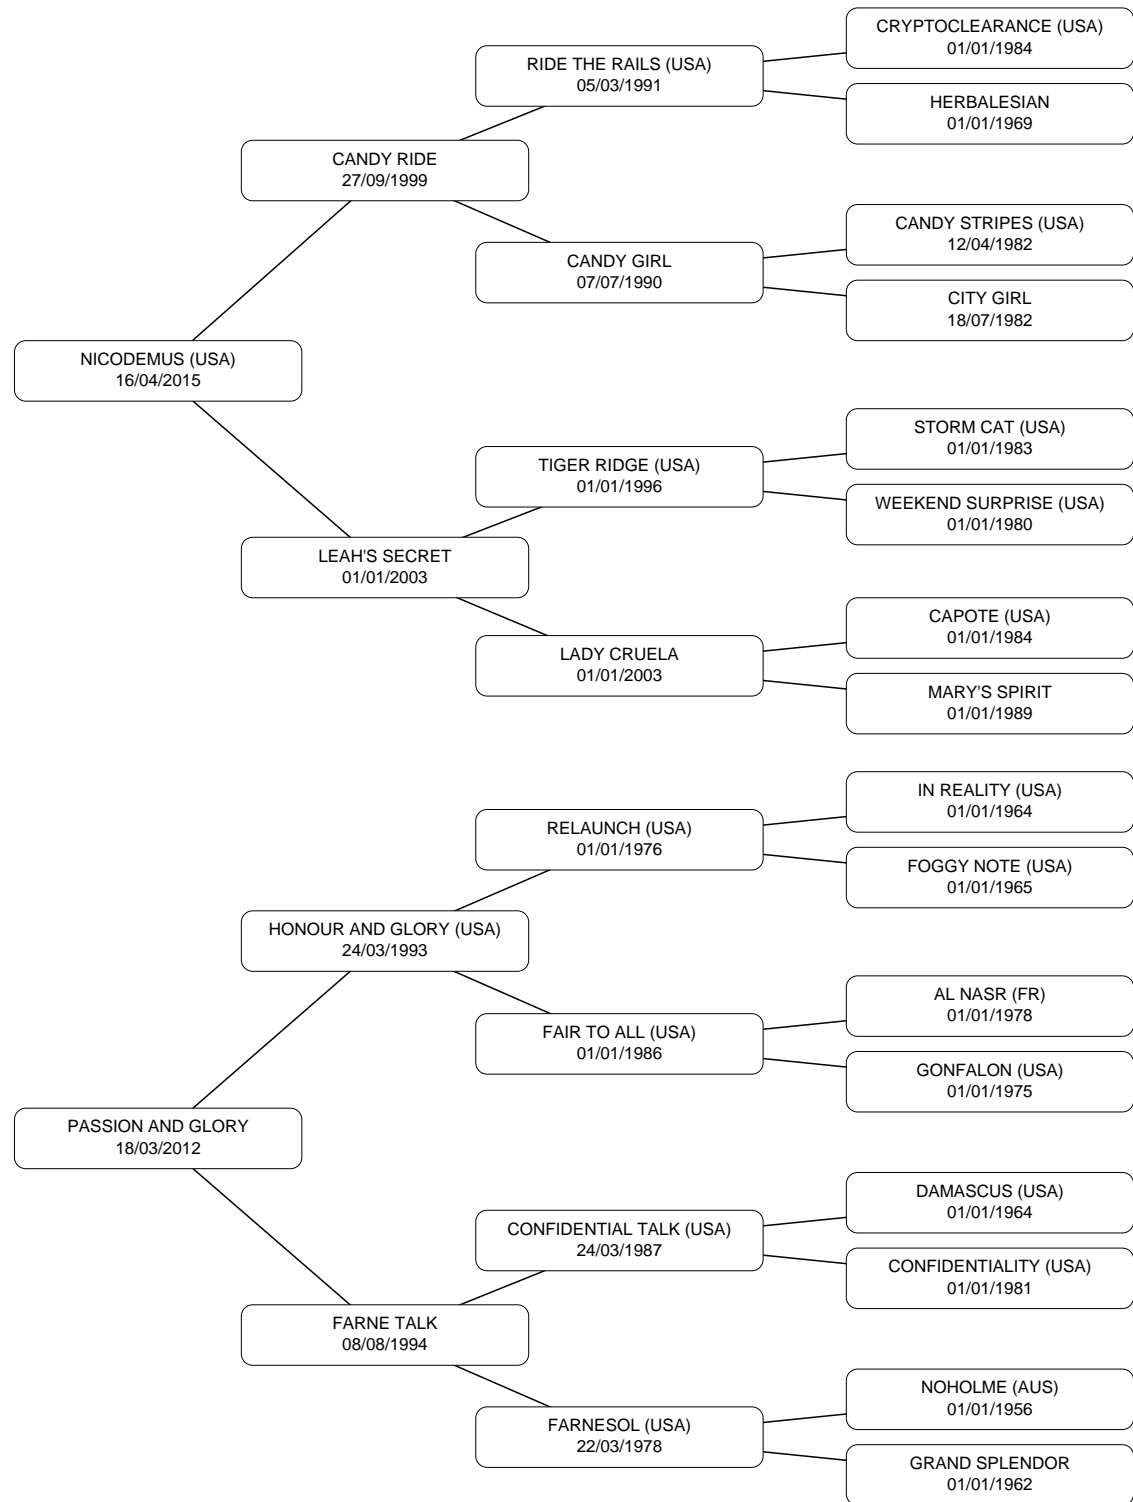 CRYPTOCLEARANCE (USA)
01/01/1984
RIDE THE RAILS (USA)
05/03/1991
HERBALESIAN
01/01/1969
CANDY RIDE
27/09/1999
CANDY STRIPES (USA)
12/04/1982
CANDY GIRL
07/07/1990
CITY GIRL
18/07/1982
NICODEMUS (USA)
16/04/2015
STORM CAT (USA)
01/01/1983
TIGER RIDGE (USA)
01/01/1996
WEEKEND SURPRISE (USA)
01/01/1980
LEAH'S SECRET
01/01/2003
CAPOTE (USA)
01/01/1984
LADY CRUELA
01/01/2003
MARY'S SPIRIT
01/01/1989
IN REALITY (USA)
01/01/1964
RELAUNCH (USA)
01/01/1976
FOGGY NOTE (USA)
01/01/1965
HONOUR AND GLORY (USA)
24/03/1993
AL NASR (FR)
01/01/1978
FAIR TO ALL (USA)
01/01/1986
GONFALON (USA)
01/01/1975
PASSION AND GLORY
18/03/2012
DAMASCUS (USA)
01/01/1964
CONFIDENTIAL TALK (USA)
24/03/1987
CONFIDENTIALITY (USA)
01/01/1981
FARNE TALK
08/08/1994
NOHOLME (AUS)
01/01/1956
FARNESOL (USA)
22/03/1978
GRAND SPLENDOR
01/01/1962